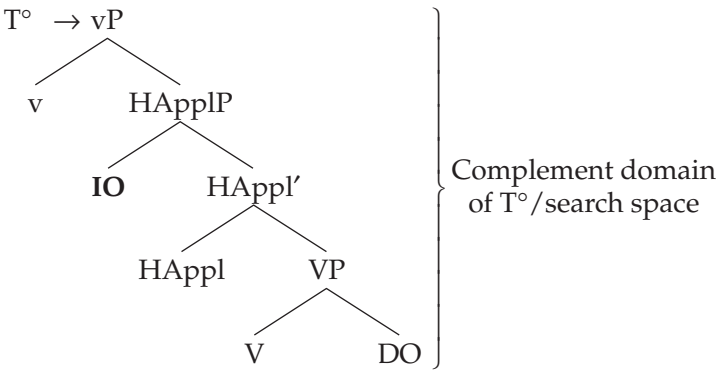 T° → vP
v HApplP
IO HAppl′
HAppl VP
V DO
Complement domain
of T°/search space